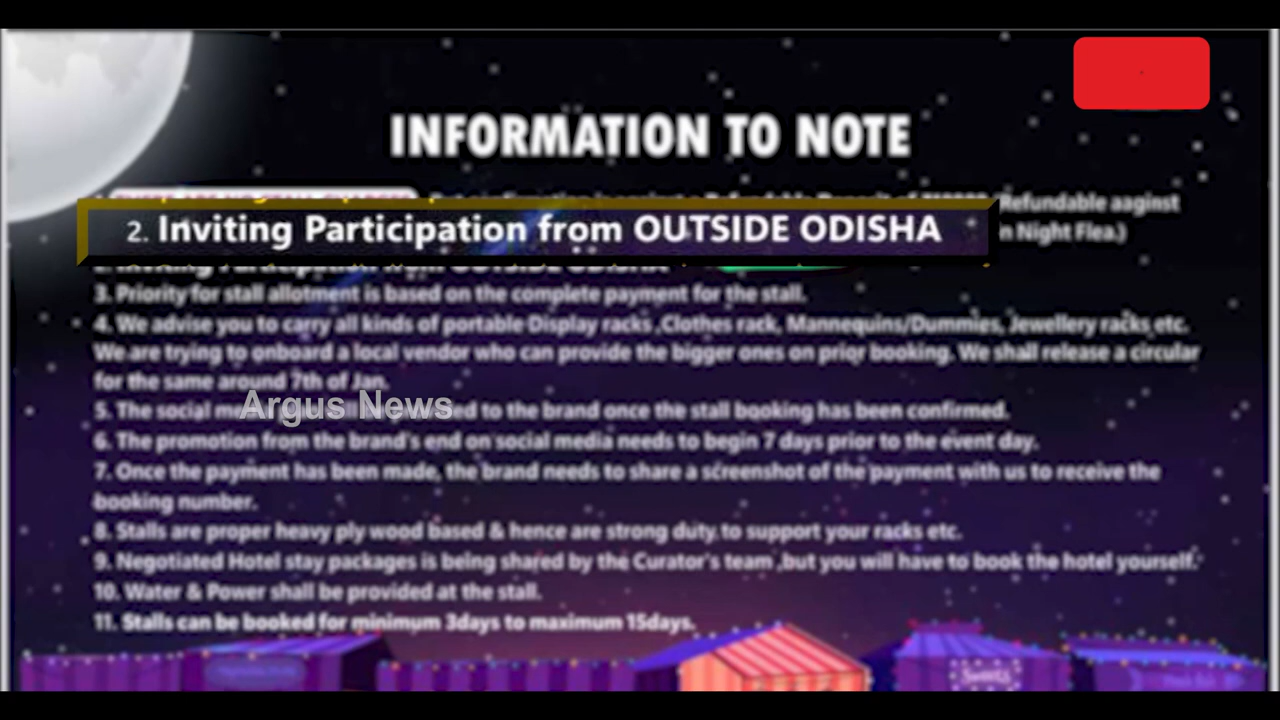 INFORMATION TO NOTE
Refundable aaginst
2. Inviting Participation from OUTSIDE ODISHA
n Night Flea.)
3. Priority for stall allotment is based on the complete payment for the stall.
4. We advise you to carry all kinds of portable Display racks ,Clothes rack, Mannequins/Dummies, Jewellery racks etc.
We are trying to onboard a local vendor who can provide the bigger ones on prior booking. We shall release a circular
for the same around 7th of Jan.
Argus News
5. The social me ed to the brand once the stall booking has been confirmed.
6. The promotion from the brand's end on social media needs to begin 7 days prior to the event day.
7. Once the payment has been made, the brand needs to share a screenshot of the payment with us to receive the
booking number.
8. Stalls are proper heavy ply wood based & hence are strong duty to support your racks etc.
9. Negotiated Hotel stay packages is being shared by the Curator's team ,but you will have to book the hotel yourself.
10. Water & Power shall be provided at the stall.
11. Stalls can be booked for minimum 3days to maximum 15days.
Sweets